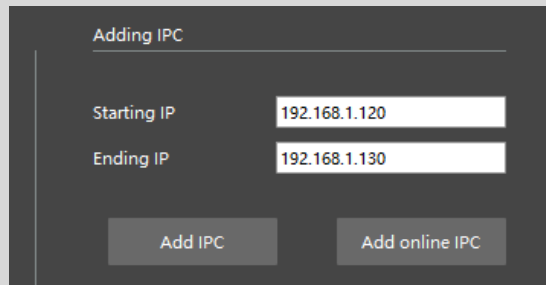 Adding IPC
Starting IP 192.168.1.120
Ending IP 192.168.1.130
Add IPC Add online IPC